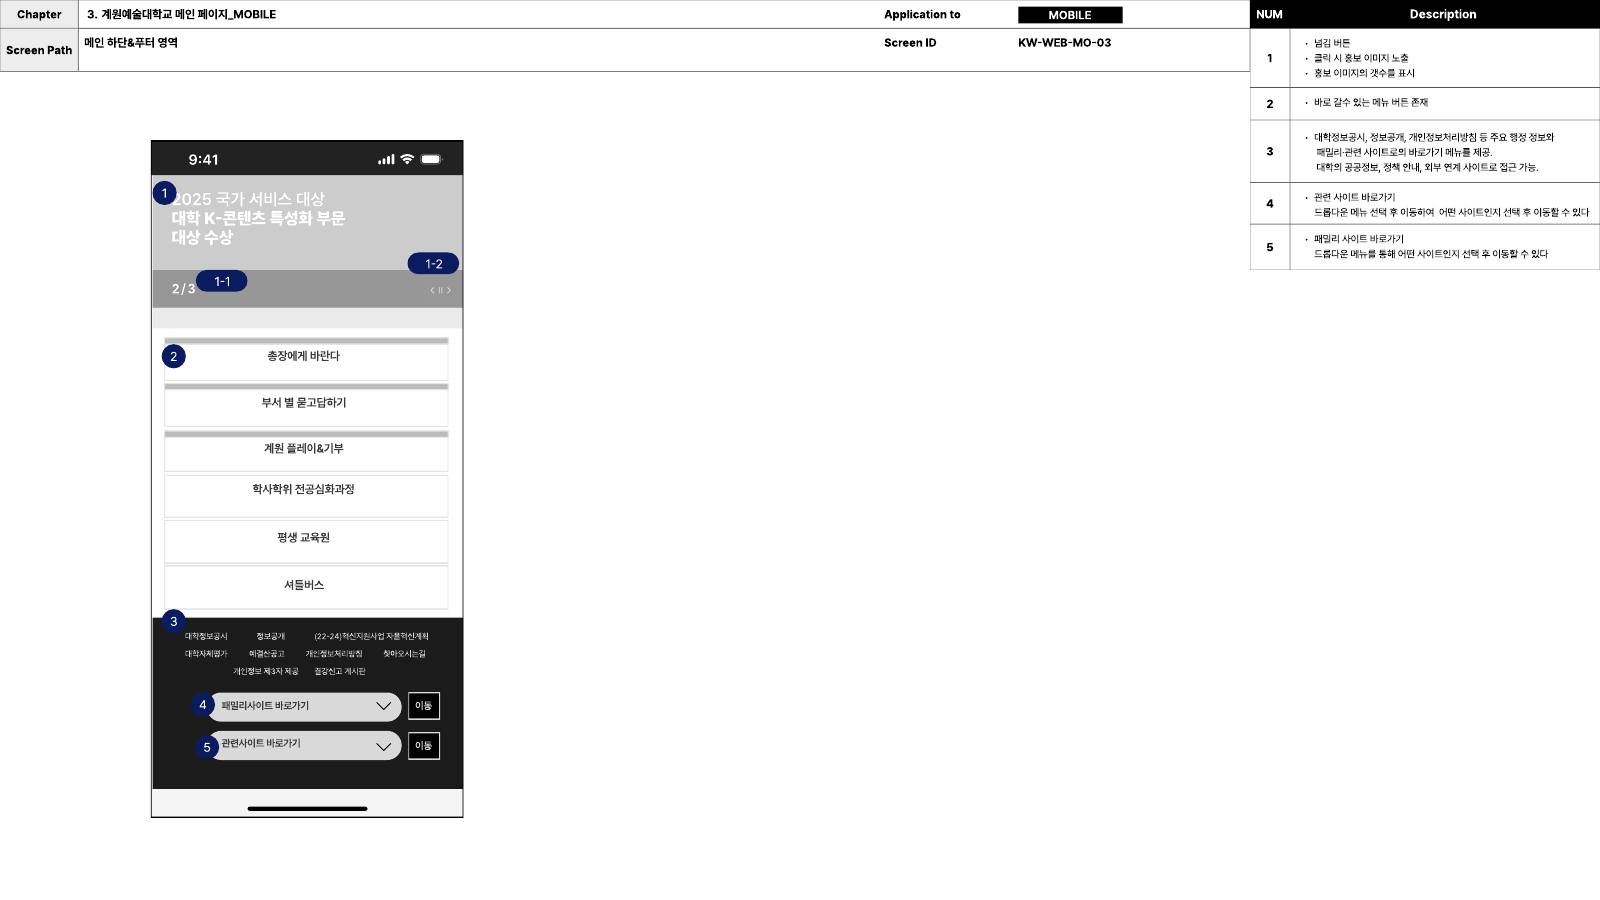 Chapter
3. 계원예술대학교 메인 페이지_MOBILE
Application to
MOBILE
Screen Path
메인 하단&푸터 영역
Screen ID
KW-WEB-MO-03
NUM
Description
1
• 넘김 버튼
• 클릭 시 홍보 이미지 노출
• 홍보 이미지의 갯수를 표시
2
• 바로 갈수 있는 메뉴 버튼 존재
3
• 대학정보공시, 정보공개, 개인정보처리방침 등 주요 행정 정보와
패밀리·관련 사이트로의 바로가기 메뉴를 제공.
대학의 공공정보, 정책 안내, 외부 연계 사이트로 접근 가능.
4
• 관련 사이트 바로가기
드롭다운 메뉴 선택 후 이동하여 어떤 사이트인지 선택 후 이동할 수 있다
5
• 패밀리 사이트 바로가기
드롭다운 메뉴를 통해 어떤 사이트인지 선택 후 이동할 수 있다
9:41
1
2025 국가 서비스 대상
대학 K-콘텐츠 특성화 부문
대상 수상
1-2
1-1
2/3
2
총장에게 바란다
부서 별 묻고답하기
계원 플레이&기부
학사학위 전공심화과정
평생 교육원
셔틀버스
3
대학정보공시 정보공개 (22-24)혁신지원사업 자율혁신계획
대학자체평가 예결산공고 개인정보처리방침 찾아오시는길
개인정보 제3자 제공 결강신고 게시판
4
패밀리사이트 바로가기
이동
5
관련사이트 바로가기
이동